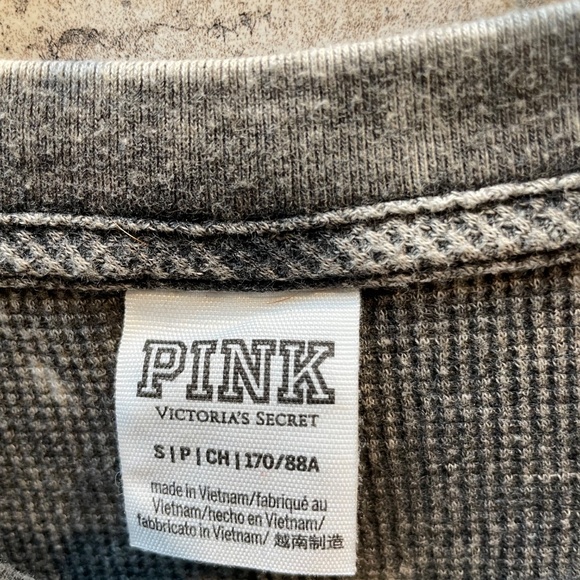 PINK
VICTORIA'S SECRET
S | P | CH | 170/88A
made in Vietnam/fabriqué au
Vietnam/hecho en Vietnam/
fabbricato in Vietnam/ 越南制造